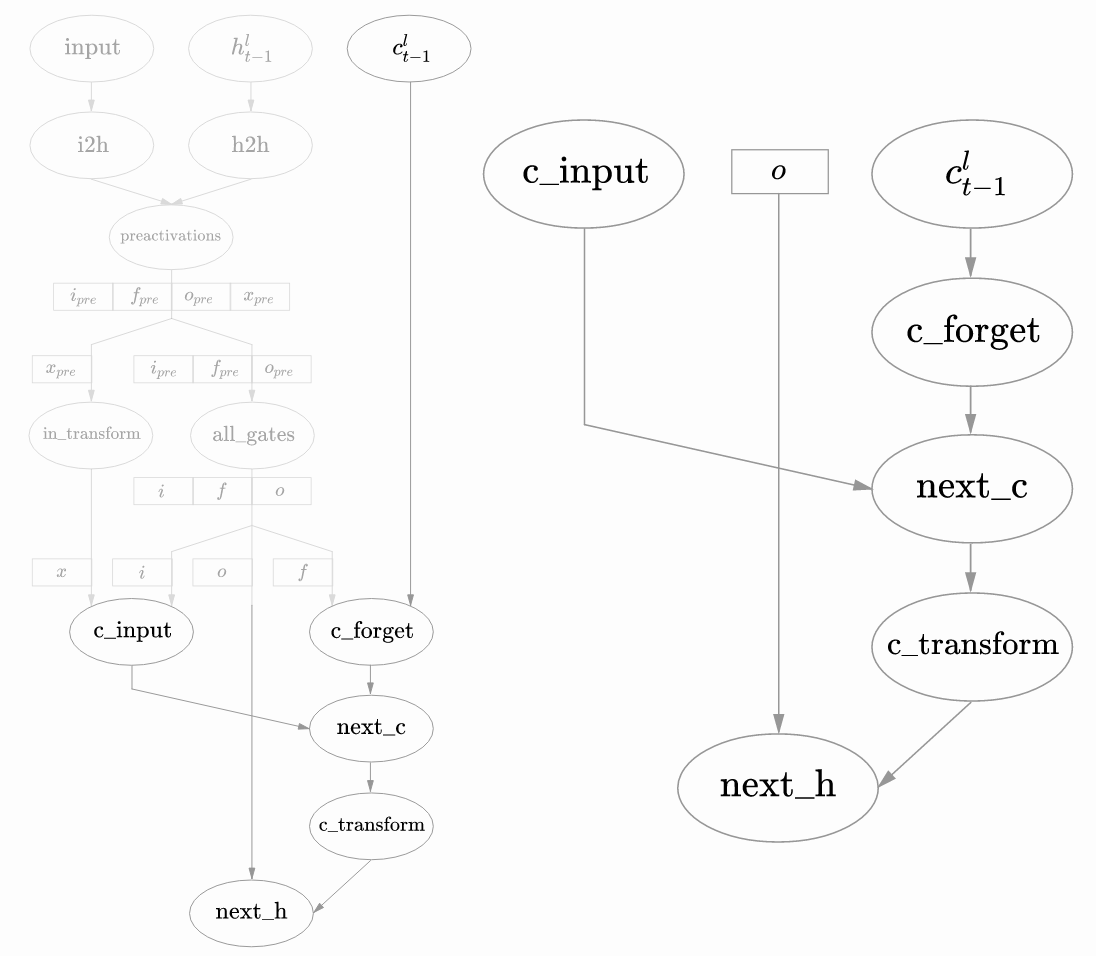 input
h^l_{t-1}
c^l_{t-1}
i2h
h2h
preactivations
i_{pre} f_{pre} o_{pre} x_{pre}
x_{pre}
i_{pre} f_{pre} o_{pre}
in_transform
all_gates
i f o
x
i
o
f
c_input
c_forget
next_c
c_transform
next_h
c_input
o
c^l_{t-1}
c_forget
next_c
c_transform
next_h